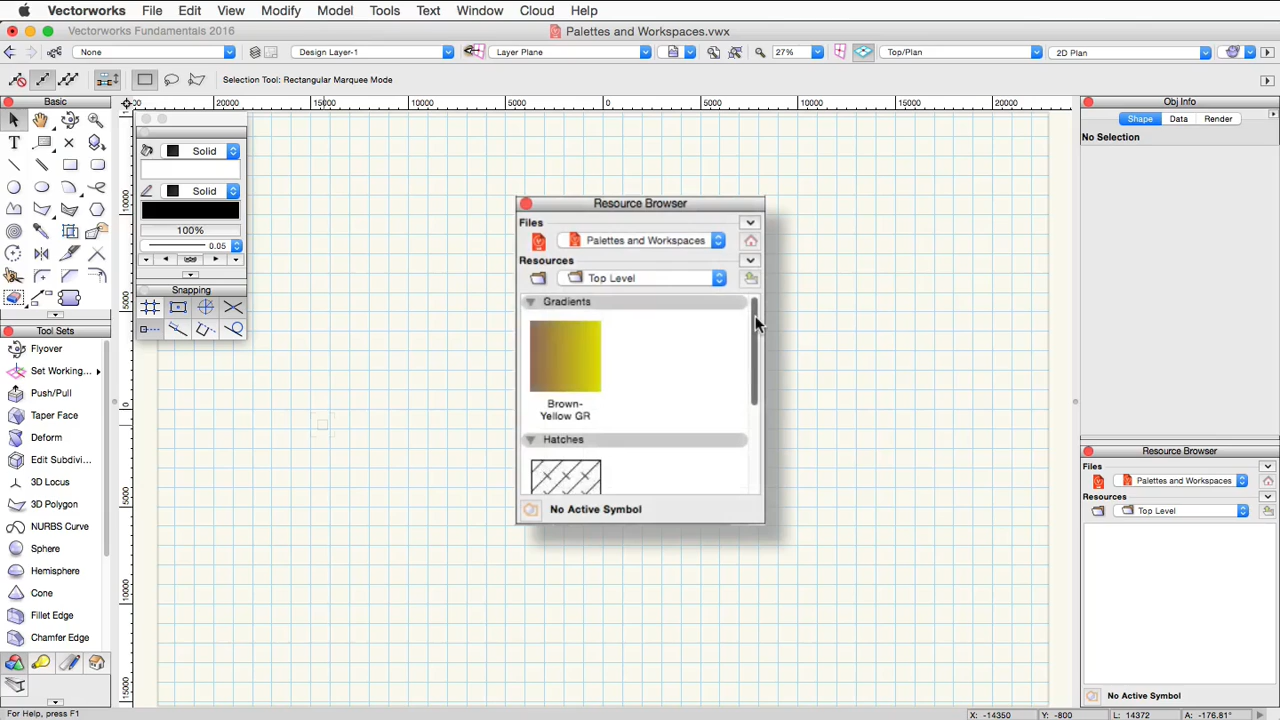 Vectorworks File Edit View Modify Model Tools Text Window Cloud Help
Vectorworks Fundamentals 2016 Palettes and Workspaces.vwx
None Design Layer-1 Layer Plane 27% Top/Plan 2D Plan
Selection Tool: Rectangular Marquee Mode
Basic
20000 15000 10000 5000 0 5000 10000 15000 20000
Obj Info
Shape Data Render
No Selection
Solid
Solid
100%
0.05
Snapping
Tool Sets
Flyover
Set Working...
Push/Pull
Taper Face
Deform
Edit Subdivi...
3D Locus
3D Polygon
NURBS Curve
Sphere
Hemisphere
Cone
Fillet Edge
Chamfer Edge
10000
5000
0
5000
10000
15000
Resource Browser
Files
Palettes and Workspaces
Resources
Top Level
Gradients
Brown-
Yellow GR
Hatches
No Active Symbol
Resource Browser
Files
Palettes and Workspaces
Resources
Top Level
No Active Symbol
For Help, press F1
X: -14350 Y: -800 L: 14372 A: -176.81°